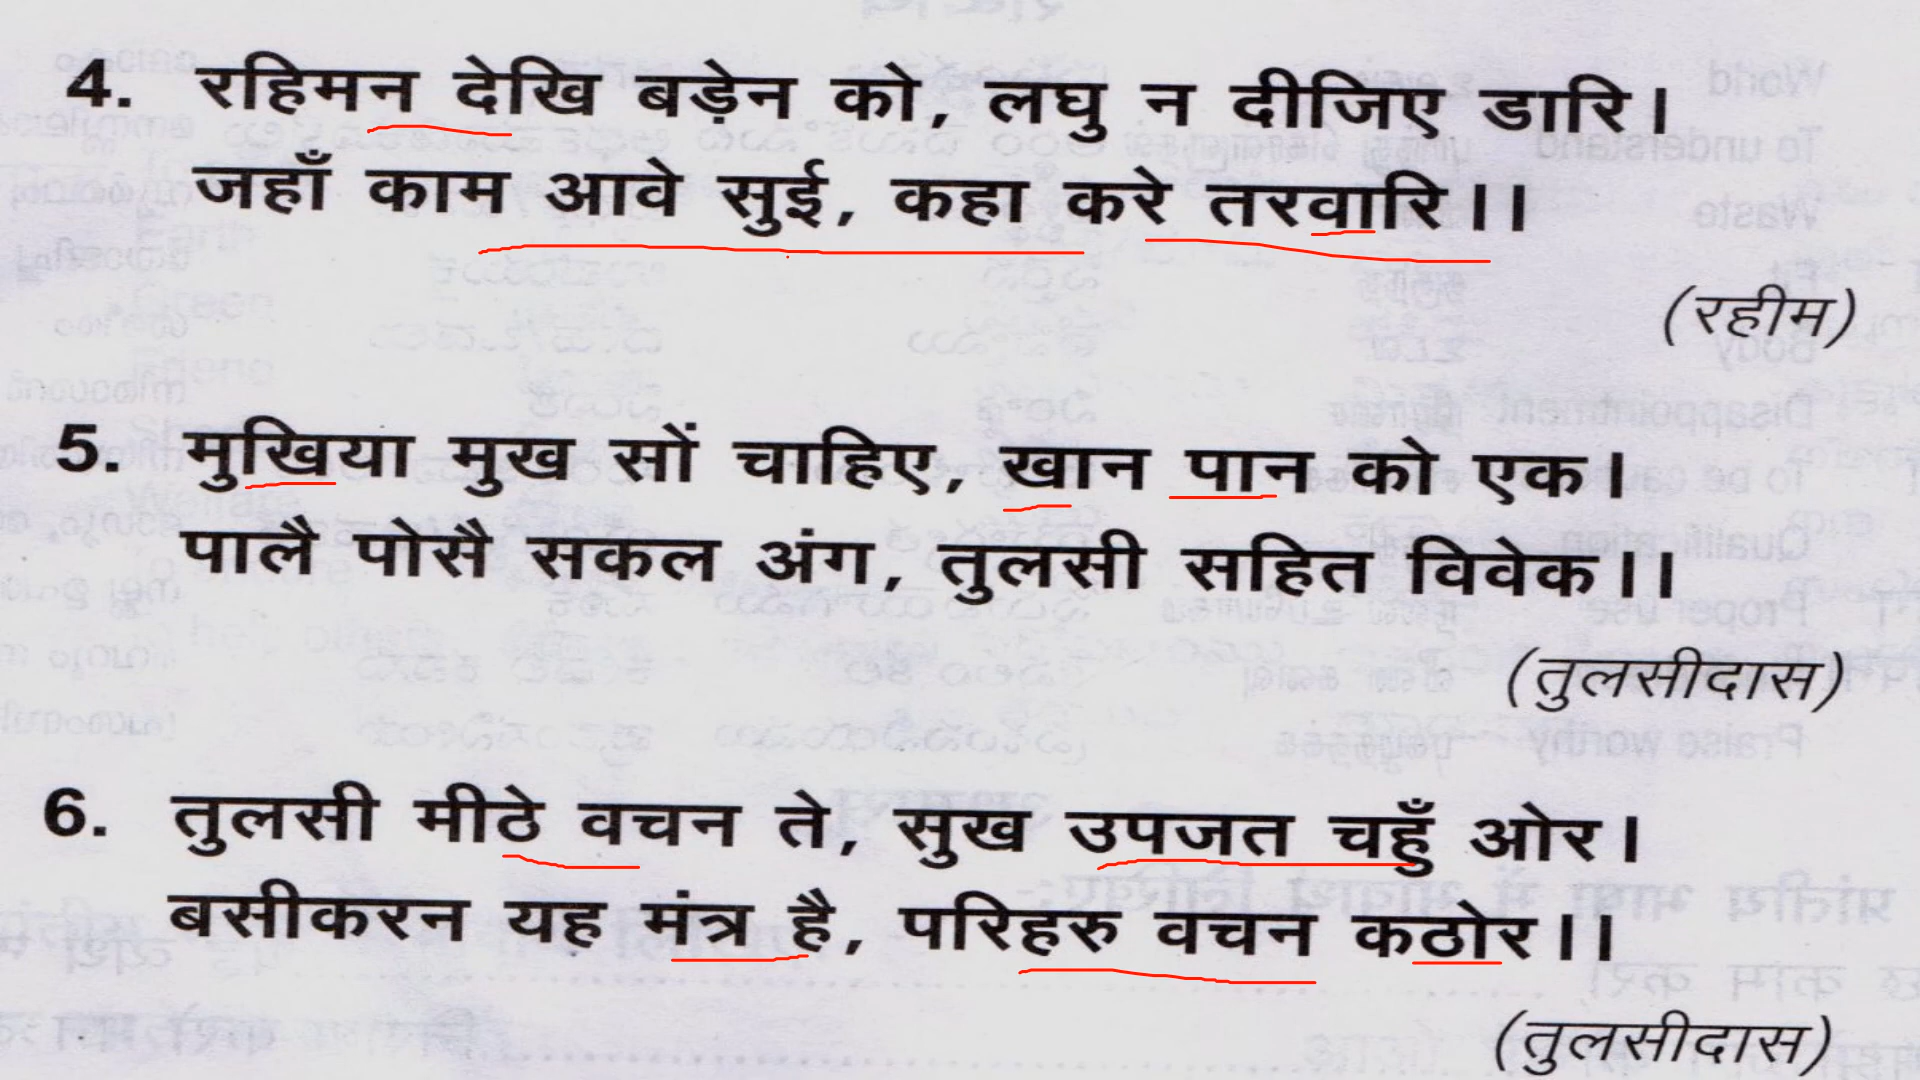 4. रहिमन देखि बड़ेन को, लघु न दीजिए डारि।
जहाँ काम आवे सुई, कहा करे तरवारि।।
(रहीम)
5. मुखिया मुख सों चाहिए, खान पान को एक।
पालै पोसै सकल अंग, तुलसी सहित विवेक।।
(तुलसीदास)
6. तुलसी मीठे वचन ते, सुख उपजत चहुँ ओर।
बसीकरन यह मंत्र है, परिहरु वचन कठोर।।
(तुलसीदास)